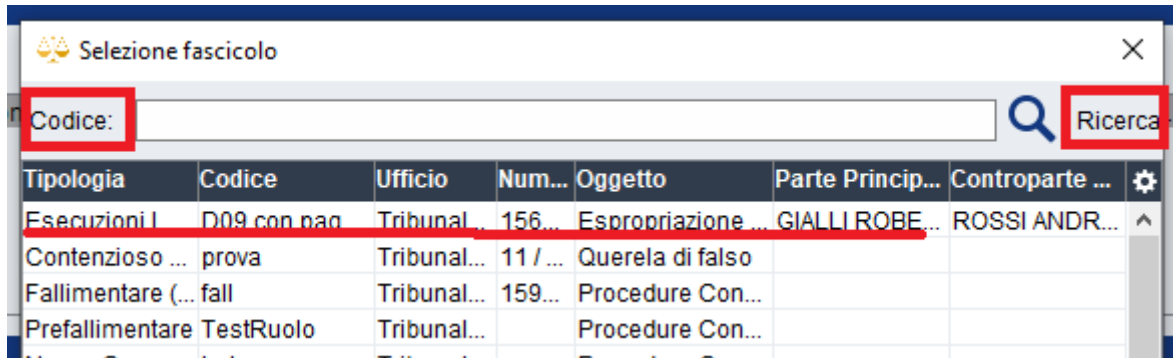 Selezione fascicolo
Codice:
Ricerca
Tipologia Codice Ufficio Num... Oggetto Parte Princip... Controparte ...
Esecuzioni I... D09 con pag... Tribunal... 156... Espropriazione ... GIALLI ROBE... ROSSI ANDR...
Contenzioso ... prova Tribunal... 11 / ... Querela di falso
Fallimentare (... fall Tribunal... 159... Procedure Con...
Prefallimentare TestRuolo Tribunal... Procedure Con...